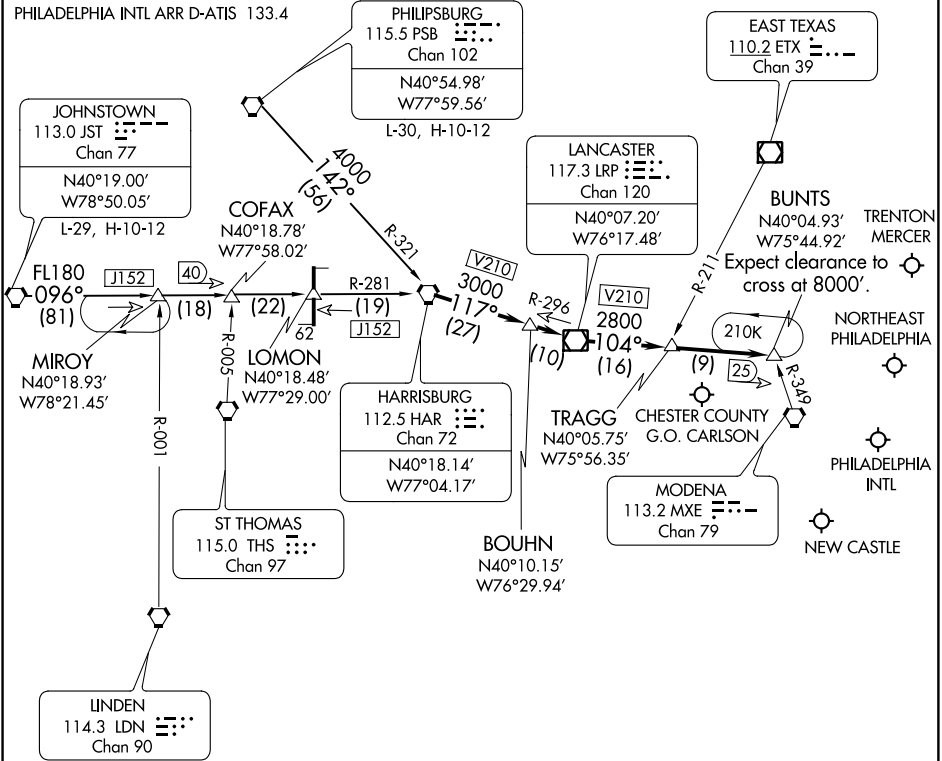 PHILADELPHIA INTL ARR D-ATIS 133.4
PHILIPSBURG
115.5 PSB
Chan 102
N40°54.98'
W77°59.56'
L-30, H-10-12
EAST TEXAS
110.2 ETX
Chan 39
JOHNSTOWN
113.0 JST
Chan 77
N40°19.00'
W78°50.05'
L-29, H-10-12
LANCASTER
117.3 LRP
Chan 120
N40°07.20'
W76°17.48'
4000
142°
(56)
R-321
COFAX
N40°18.78'
W77°58.02'
BUNTS
N40°04.93'
W75°44.92'
Expect clearance to
cross at 8000'.
TRENTON
MERCER
FL180
096°
(81)
J152
(18)
40
(22)
62
R-281
(19)
J152
V210
3000
117°
(27)
R-296
(10)
V210
2800
104°
(16)
R-211
(9)
210K
25
R-349
NORTHEAST
PHILADELPHIA
MIROY
N40°18.93'
W78°21.45'
R-001
R-005
LOMON
N40°18.48'
W77°29.00'
HARRISBURG
112.5 HAR
Chan 72
N40°18.14'
W77°04.17'
TRAGG
N40°05.75'
W75°56.35'
CHESTER COUNTY
G.O. CARLSON
PHILADELPHIA
INTL
MODENA
113.2 MXE
Chan 79
NEW CASTLE
ST THOMAS
115.0 THS
Chan 97
BOUHN
N40°10.15'
W76°29.94'
LINDEN
114.3 LDN
Chan 90